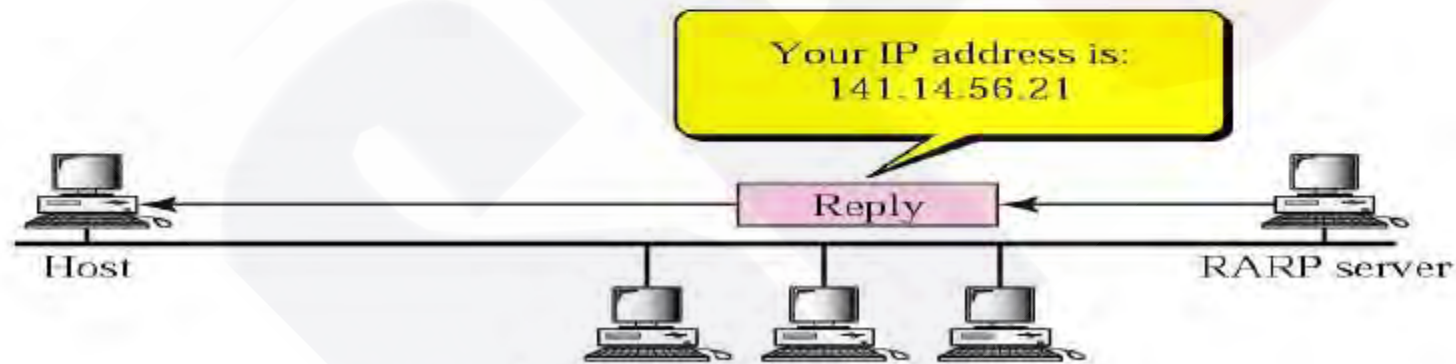 Your IP address is:
141.14.56.21
Reply
Host
RARP server